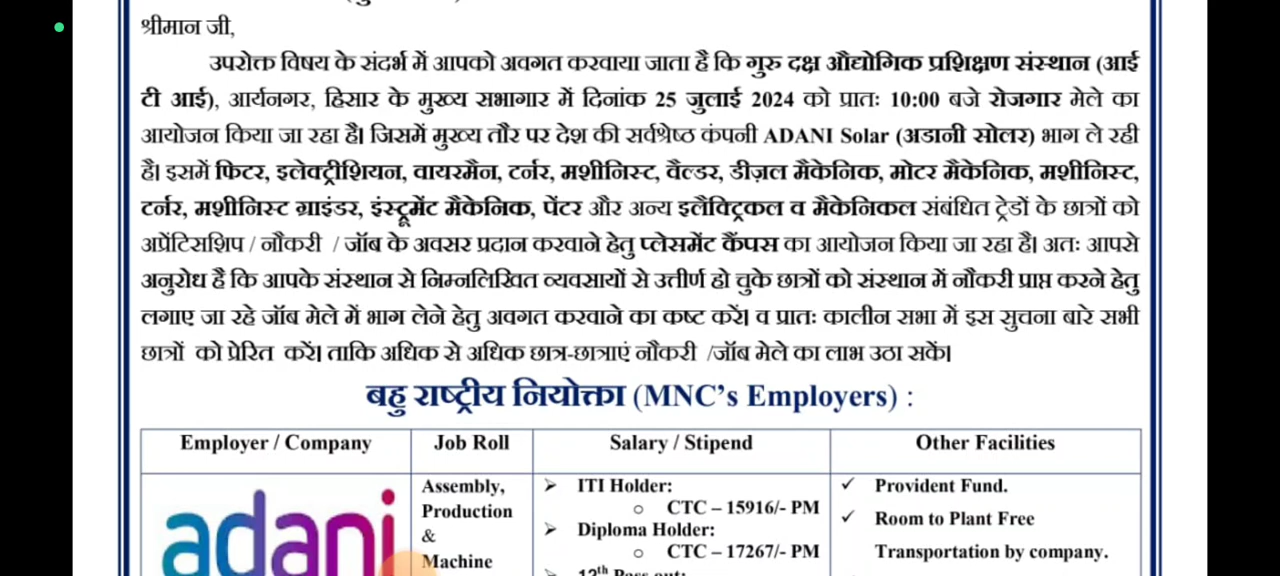 श्रीमान जी,
उपरोक्त विषय के संदर्भ में आपको अवगत करवाया जाता है कि गुरु दक्ष औद्योगिक प्रशिक्षण संस्थान (आई
टी आई), आर्यनगर, हिसार के मुख्य सभागार में दिनांक 25 जुलाई 2024 को प्रातः 10:00 बजे रोजगार मेले का
आयोजन किया जा रहा है। जिसमें मुख्य तौर पर देश की सर्वश्रेष्ठ कंपनी ADANI Solar (अडानी सोलर) भाग ले रही
है। इसमें फिटर, इलेक्ट्रीशियन, वायरमैन, टर्नर, मशीनिस्ट, वैल्डर, डीज़ल मैकेनिक, मोटर मैकेनिक, मशीनिस्ट,
टर्नर, मशीनिस्ट ग्राइंडर, इंस्ट्रूमेंट मैकेनिक, पेंटर और अन्य इलैक्ट्रिकल व मैकेनिकल संबंधित ट्रेडों के छात्रों को
अप्रेंटिसशिप / नौकरी / जॉब के अवसर प्रदान करवाने हेतु प्लेसमेंट कैंपस का आयोजन किया जा रहा है। अतः आपसे
अनुरोध है कि आपके संस्थान से निम्नलिखित व्यवसायों से उत्तीर्ण हो चुके छात्रों को संस्थान में नौकरी प्राप्त करने हेतु
लगाए जा रहे जॉब मेले में भाग लेने हेतु अवगत करवाने का कष्ट करें। व प्रातः कालीन सभा में इस सुचना बारे सभी
छात्रों को प्रेरित करें। ताकि अधिक से अधिक छात्र-छात्राएं नौकरी /जॉब मेले का लाभ उठा सकें।
बहु राष्ट्रीय नियोक्ता (MNC's Employers) :
Employer / Company Job Roll Salary / Stipend Other Facilities
adani
Assembly,
Production
&
Machine
➢ ITI Holder:
o CTC – 15916/- PM
➢ Diploma Holder:
o CTC – 17267/- PM
➢ 12th Pass out:
✓ Provident Fund.
✓ Room to Plant Free
Transportation by company.